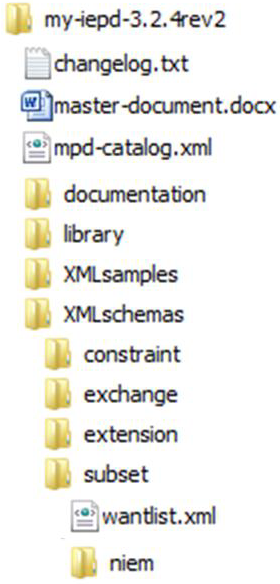 my-iepd-3.2.4rev2
changelog.txt
master-document.docx
mpd-catalog.xml
documentation
library
XMLsamples
XMLschemas
constraint
exchange
extension
subset
wantlist.xml
niem